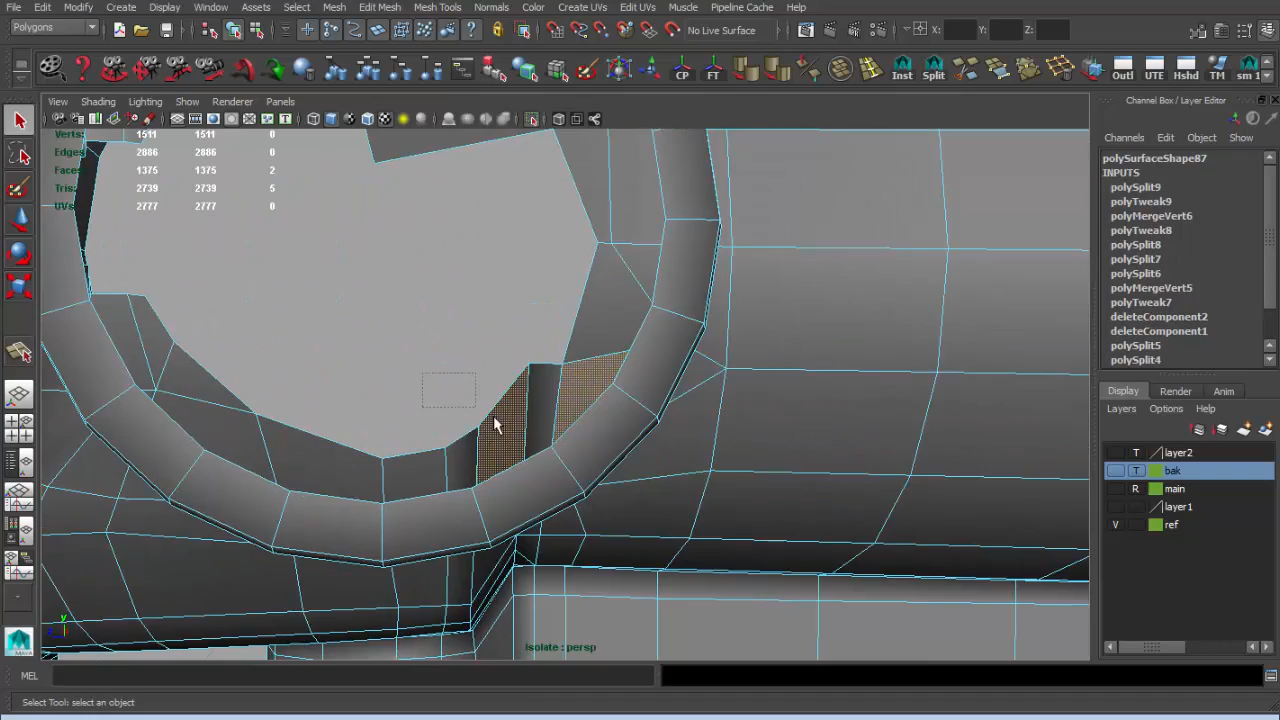 File Edit Modify Create Display Window Assets Select Mesh Edit Mesh Mesh Tools Normals Color Create UVs Edit UVs Muscle Pipeline Cache Help
Polygons No Live Surface X: Y: Z:
CP FT Inst Split Outl UTE Hshd TM sm 1
View Shading Lighting Show Renderer Panels
Verts: 1511 1511 0
Edges: 2886 2886 0
Faces: 1375 1375 2
Tris: 2739 2739 5
UVs: 2777 2777 0
Isolate : persp
y
Channel Box / Layer Editor
Channels Edit Object Show
polySurfaceShape87
INPUTS
polySplit9
polyTweak9
polyMergeVert6
polyTweak8
polySplit8
polySplit7
polySplit6
polyMergeVert5
polyTweak7
deleteComponent2
deleteComponent1
polySplit5
polySplit4
Display Render Anim
Layers Options Help
T layer2
T bak
R main
layer1
V ref
MEL
Select Tool: select an object